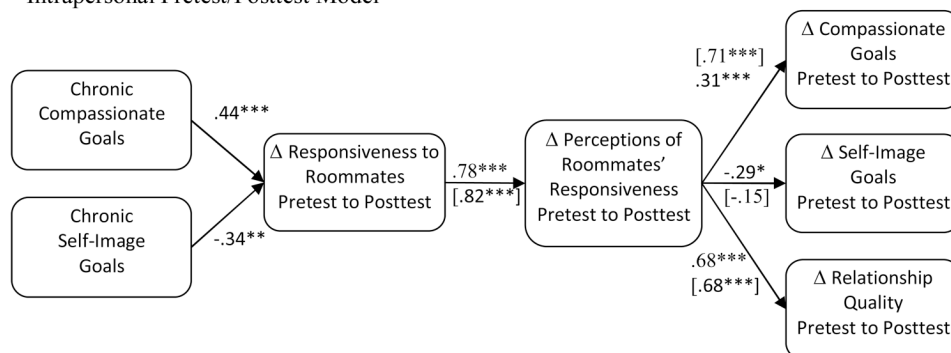 Intrapersonal Pretest/Posttest Model
Chronic
Compassionate
Goals
Chronic
Self-Image
Goals
.44***
-.34**
Δ Responsiveness to
Roommates
Pretest to Posttest
.78***
[.82***]
Δ Perceptions of
Roommates’
Responsiveness
Pretest to Posttest
[.71***]
.31***
-.29*
[-.15]
.68***
[.68***]
Δ Compassionate
Goals
Pretest to Posttest
Δ Self-Image
Goals
Pretest to Posttest
Δ Relationship
Quality
Pretest to Posttest